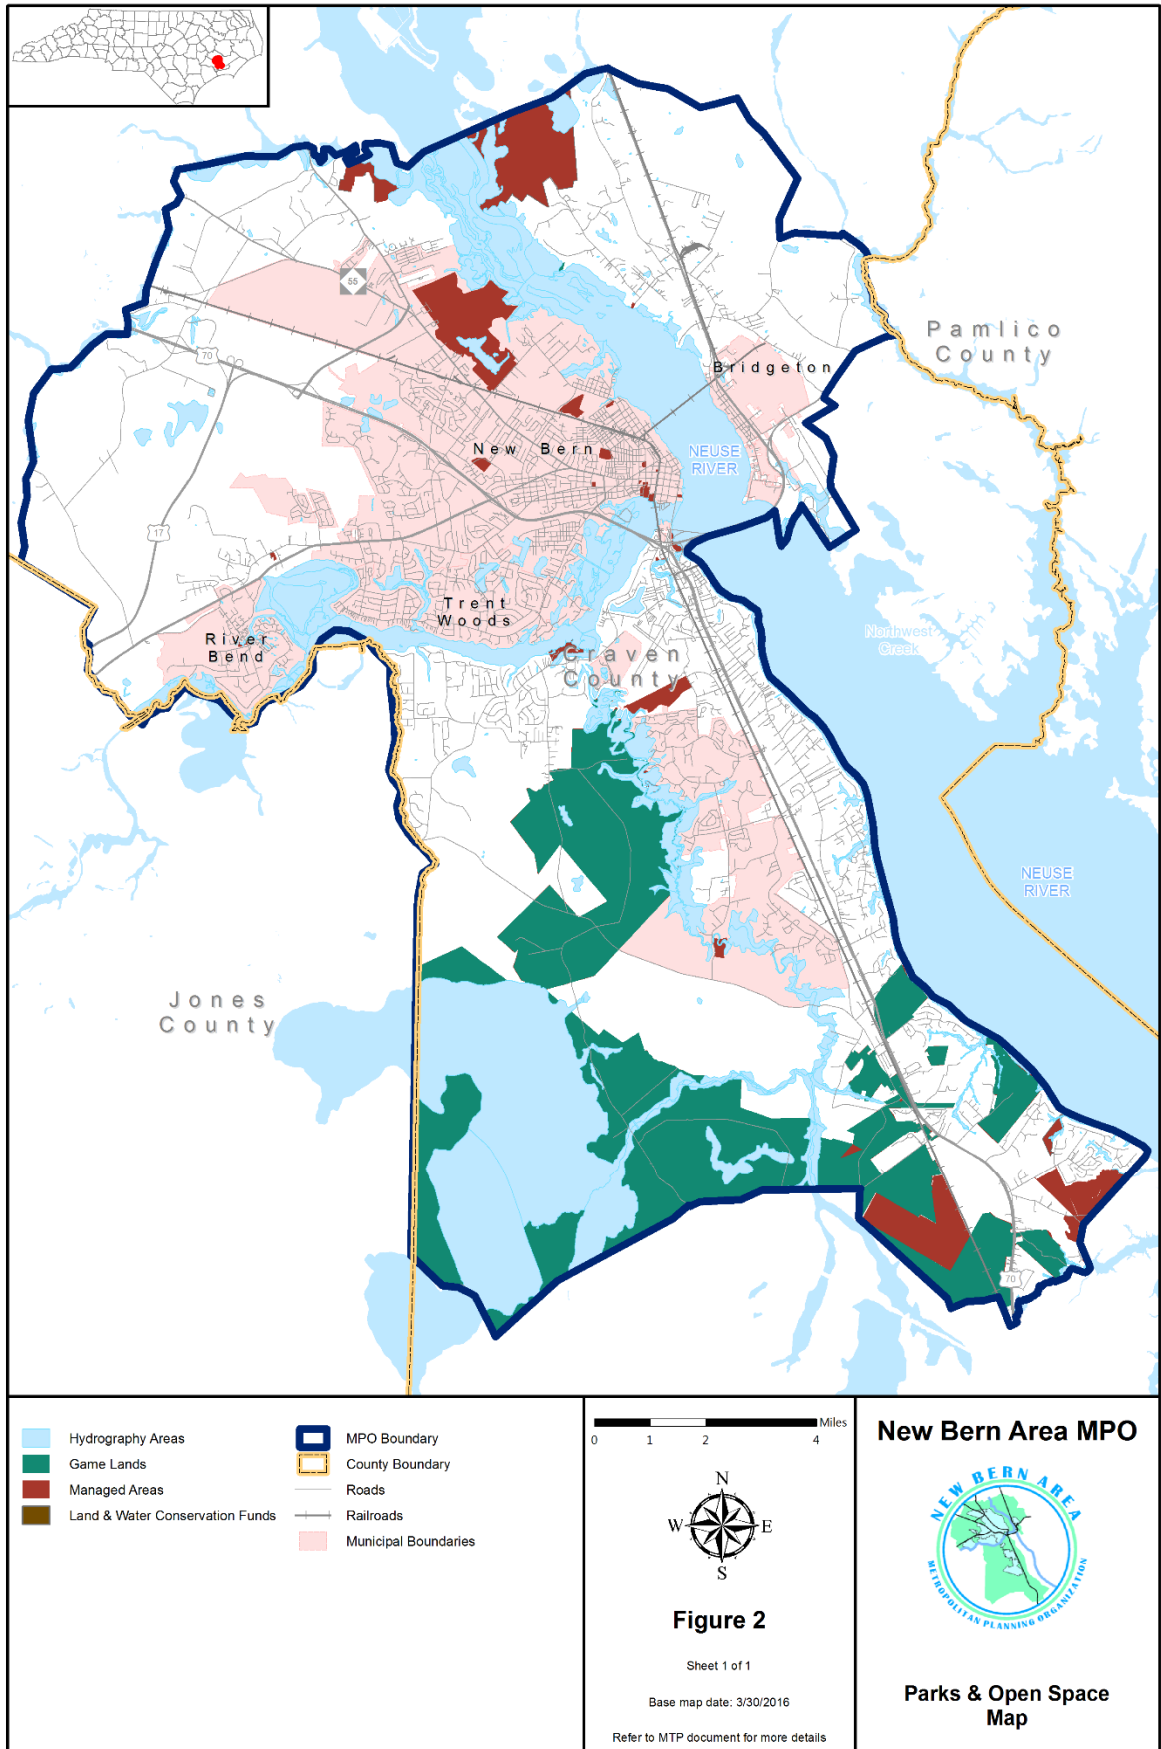 55
70
Pamlico
County
Bridgeton
New Bern
NEUSE
RIVER
17
Trent
Woods
River
Bend
Northwest
Creek
Craven
County
NEUSE
RIVER
Jones
County
70
Hydrography Areas
Game Lands
Managed Areas
Land & Water Conservation Funds
MPO Boundary
County Boundary
Roads
Railroads
Municipal Boundaries
Miles
0 1 2 4
N
W E
S
Figure 2
Sheet 1 of 1
Base map date: 3/30/2016
Refer to MTP document for more details
New Bern Area MPO
NEW BERN AREA
METROPOLITAN PLANNING ORGANIZATION
Parks & Open Space
Map